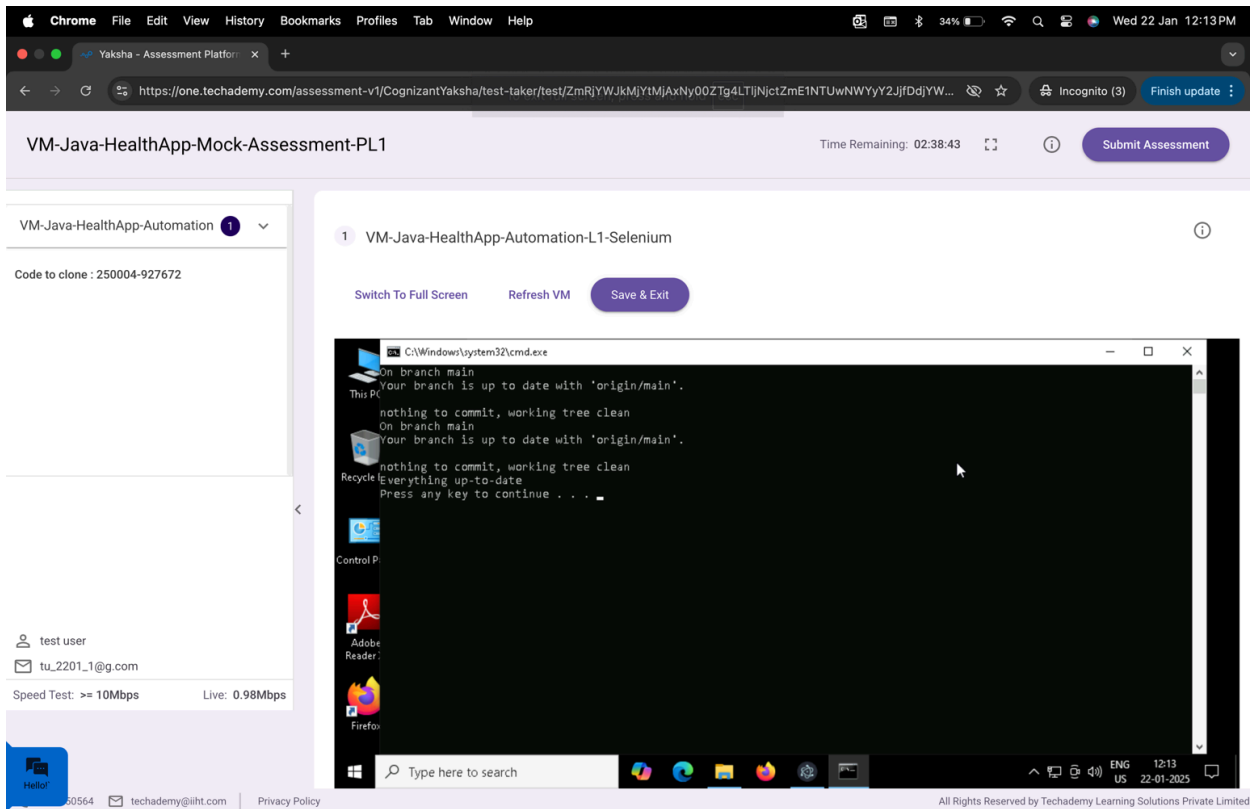 Chrome File Edit View History Bookmarks Profiles Tab Window Help
34%
Wed 22 Jan 12:13 PM
Yaksha - Assessment Platform
https://one.techademy.com/assessment-v1/CognizantYaksha/test-taker/test/ZmRjYWJkMjYtMjAxNy00ZTg4LTljNjctZmE1NTUwNWYyY2JjfDdjYW...
Incognito (3)
Finish update
VM-Java-HealthApp-Mock-Assessment-PL1
Time Remaining: 02:38:43
Submit Assessment
VM-Java-HealthApp-Automation 1
Code to clone : 250004-927672
1 VM-Java-HealthApp-Automation-L1-Selenium
Switch To Full Screen
Refresh VM
Save & Exit
C:\Windows\system32\cmd.exe
On branch main
Your branch is up to date with 'origin/main'.
nothing to commit, working tree clean
On branch main
Your branch is up to date with 'origin/main'.
nothing to commit, working tree clean
Everything up-to-date
Press any key to continue . . .
This PC
Recycle
Control P
Adobe
Reader
Firefox
Type here to search
ENG
US
12:13
22-01-2025
test user
tu_2201_1@g.com
Speed Test: >= 10Mbps
Live: 0.98Mbps
Hello!
50564
techademy@iiht.com
Privacy Policy
All Rights Reserved by Techademy Learning Solutions Private Limited